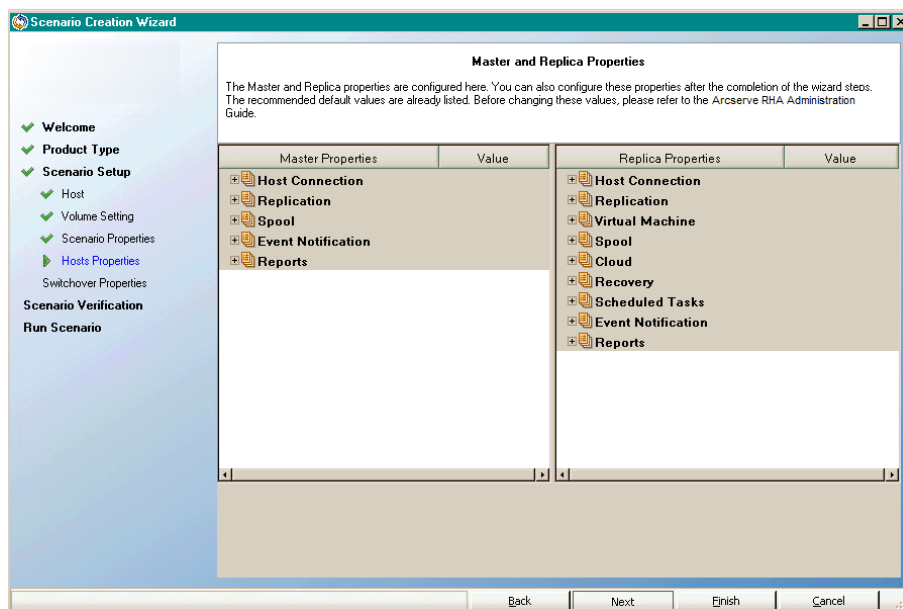 Scenario Creation Wizard
Master and Replica Properties
The Master and Replica properties are configured here. You can also configure these properties after the completion of the wizard steps.
The recommended default values are already listed. Before changing these values, please refer to the Arcserve RHA Administration
Guide.
Welcome
Product Type
Scenario Setup
Host
Volume Setting
Scenario Properties
Hosts Properties
Switchover Properties
Scenario Verification
Run Scenario
Master Properties Value
Host Connection
Replication
Spool
Event Notification
Reports
Replica Properties Value
Host Connection
Replication
Virtual Machine
Spool
Cloud
Recovery
Scheduled Tasks
Event Notification
Reports
Back Next Finish Cancel